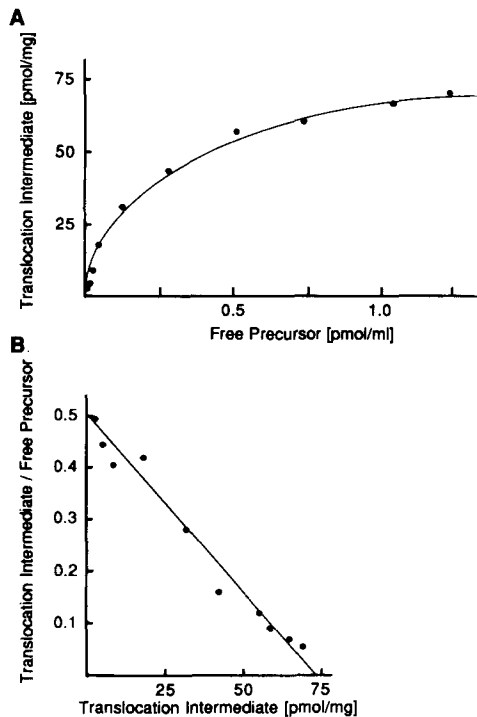 A
Translocation Intermediate [pmol/mg]
75
50
25
0.5
1.0
Free Precursor [pmol/ml]
B
Translocation Intermediate / Free Precursor
0.5
0.4
0.3
0.2
0.1
25
50
75
Translocation Intermediate [pmol/mg]